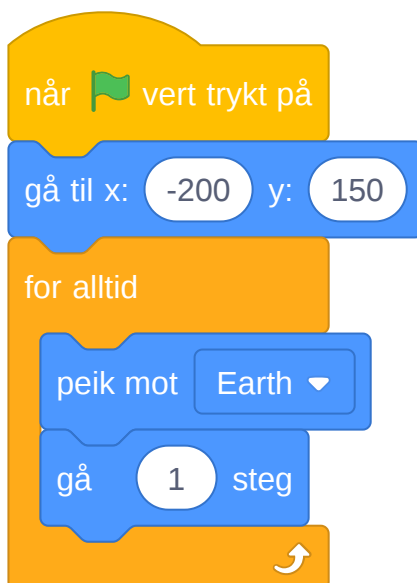 når vert trykt på
gå til x: -200 y: 150
for alltid
peik mot Earth
gå 1 steg